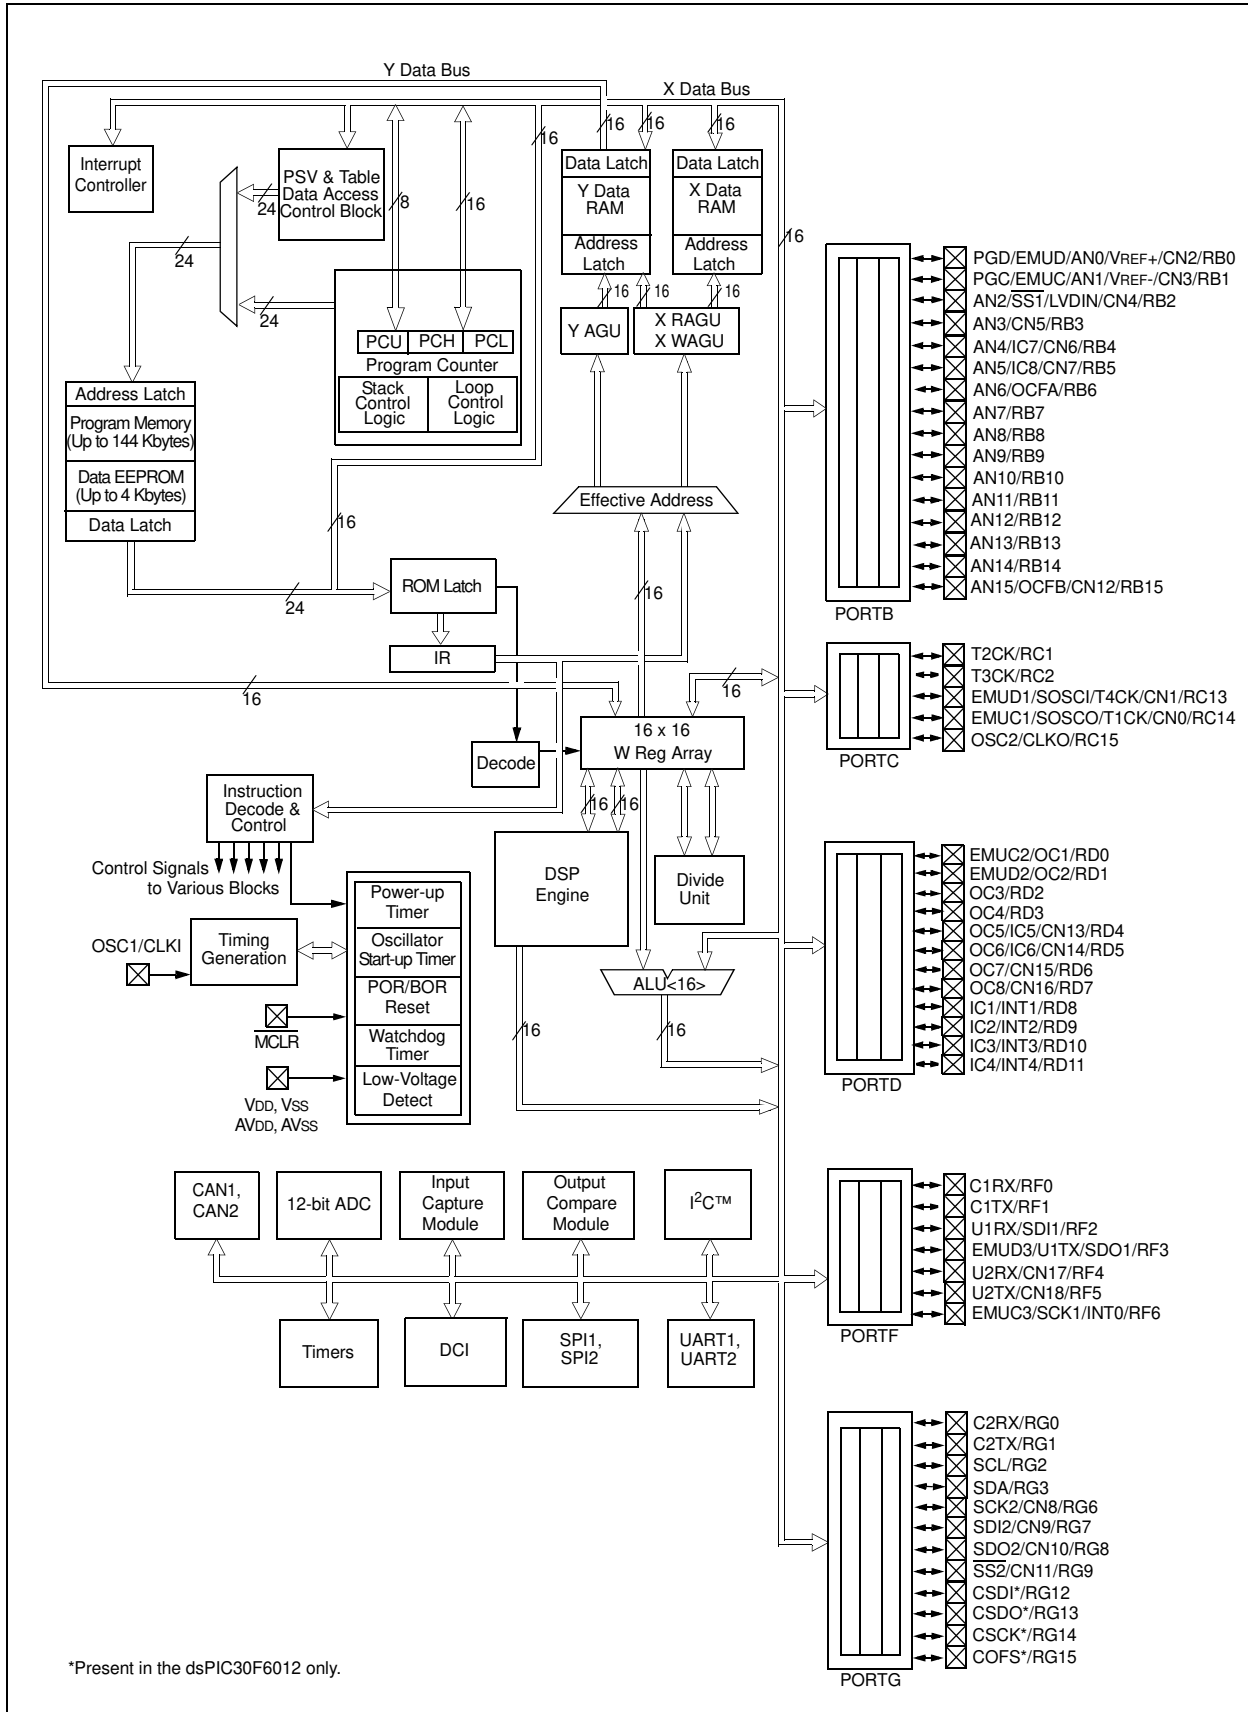 Y Data Bus
X Data Bus
16
16
16
16
Interrupt
Controller
PSV & Table
Data Access
Control Block
24
8
16
Data Latch
Y Data
RAM
Address
Latch
Data Latch
X Data
RAM
Address
Latch
16
24
24
16
16
16
Y AGU
X RAGU
X WAGU
PCU
PCH
PCL
Program Counter
Stack
Control
Logic
Loop
Control
Logic
Address Latch
Program Memory
(Up to 144 Kbytes)
Data EEPROM
(Up to 4 Kbytes)
Data Latch
Effective Address
16
24
ROM Latch
16
IR
16
16
16 x 16
W Reg Array
Decode
Instruction
Decode &
Control
16
16
Control Signals
to Various Blocks
DSP
Engine
Divide
Unit
Power-up
Timer
Oscillator
Start-up Timer
POR/BOR
Reset
Watchdog
Timer
Low-Voltage
Detect
OSC1/CLKI
Timing
Generation
MCLR
VDD, VSS
AVDD, AVSS
ALU<16>
16
16
CAN1,
CAN2
12-bit ADC
Input
Capture
Module
Output
Compare
Module
I2C™
Timers
DCI
SPI1,
SPI2
UART1,
UART2
PGD/EMUD/AN0/VREF+/CN2/RB0
PGC/EMUC/AN1/VREF-/CN3/RB1
AN2/SS1/LVDIN/CN4/RB2
AN3/CN5/RB3
AN4/IC7/CN6/RB4
AN5/IC8/CN7/RB5
AN6/OCFA/RB6
AN7/RB7
AN8/RB8
AN9/RB9
AN10/RB10
AN11/RB11
AN12/RB12
AN13/RB13
AN14/RB14
AN15/OCFB/CN12/RB15
PORTB
T2CK/RC1
T3CK/RC2
EMUD1/SOSCI/T4CK/CN1/RC13
EMUC1/SOSCO/T1CK/CN0/RC14
OSC2/CLKO/RC15
PORTC
EMUC2/OC1/RD0
EMUD2/OC2/RD1
OC3/RD2
OC4/RD3
OC5/IC5/CN13/RD4
OC6/IC6/CN14/RD5
OC7/CN15/RD6
OC8/CN16/RD7
IC1/INT1/RD8
IC2/INT2/RD9
IC3/INT3/RD10
IC4/INT4/RD11
PORTD
C1RX/RF0
C1TX/RF1
U1RX/SDI1/RF2
EMUD3/U1TX/SDO1/RF3
U2RX/CN17/RF4
U2TX/CN18/RF5
EMUC3/SCK1/INT0/RF6
PORTF
C2RX/RG0
C2TX/RG1
SCL/RG2
SDA/RG3
SCK2/CN8/RG6
SDI2/CN9/RG7
SDO2/CN10/RG8
SS2/CN11/RG9
CSDI*/RG12
CSDO*/RG13
CSCK*/RG14
COFS*/RG15
PORTG
*Present in the dsPIC30F6012 only.